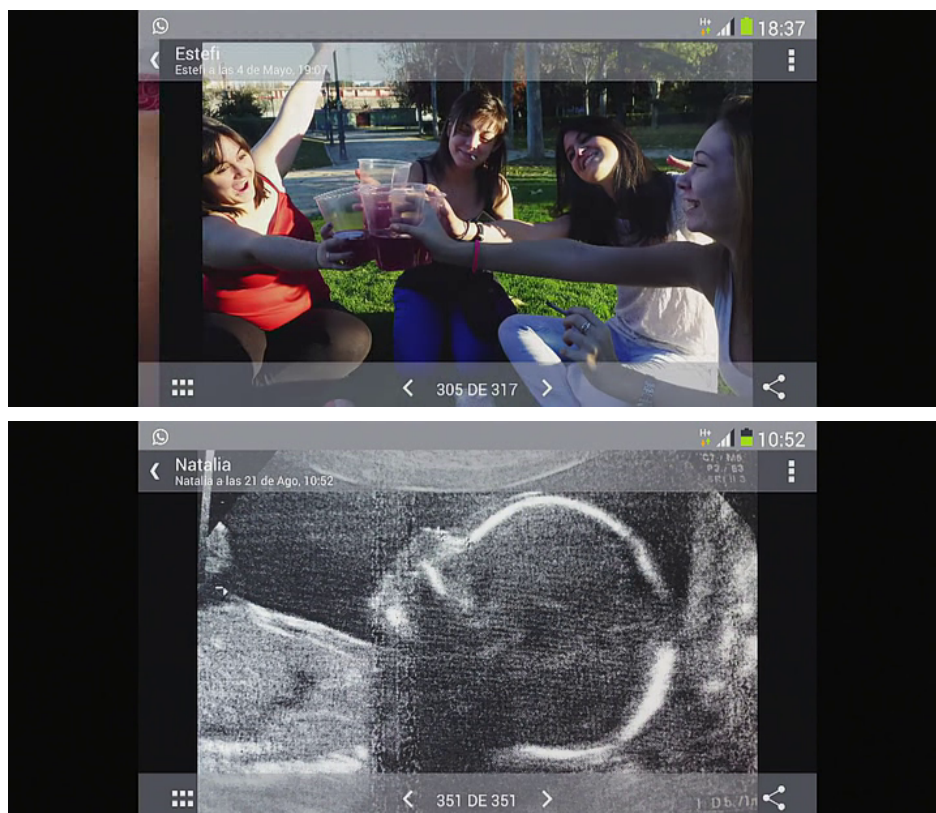 H+
18:37
Estefi
Estefi a las 4 de Mayo, 19:07
305 DE 317
H+
10:52
Natalia
Natalia a las 21 de Ago, 10:52
351 DE 351